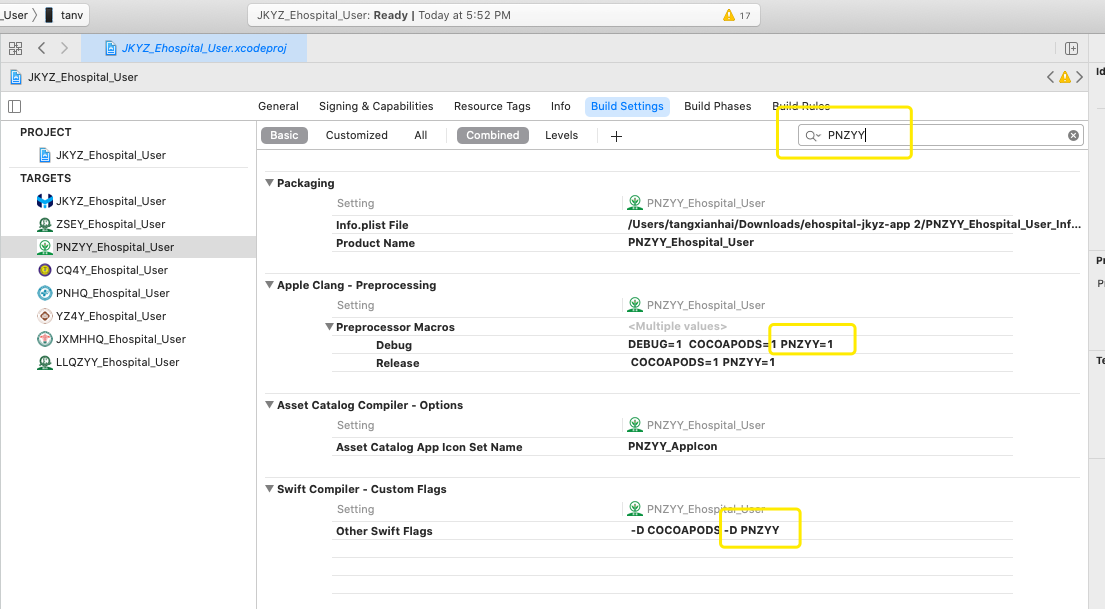 _User
tanv
JKYZ_Ehospital_User: Ready | Today at 5:52 PM
17
JKYZ_Ehospital_User.xcodeproj
JKYZ_Ehospital_User
General
Signing & Capabilities
Resource Tags
Info
Build Settings
Build Phases
Build Rules
Basic
Customized
All
Combined
Levels
PNZYY
PROJECT
JKYZ_Ehospital_User
TARGETS
JKYZ_Ehospital_User
ZSEY_Ehospital_User
PNZYY_Ehospital_User
CQ4Y_Ehospital_User
PNHQ_Ehospital_User
YZ4Y_Ehospital_User
JXMHHQ_Ehospital_User
LLQZYY_Ehospital_User
Packaging
Setting PNZYY_Ehospital_User
Info.plist File /Users/tangxianhai/Downloads/ehospital-jkyz-app 2/PNZYY_Ehospital_User_Inf...
Product Name PNZYY_Ehospital_User
Apple Clang - Preprocessing
Setting PNZYY_Ehospital_User
Preprocessor Macros <Multiple values>
Debug DEBUG=1 COCOAPODS=1 PNZYY=1
Release COCOAPODS=1 PNZYY=1
Asset Catalog Compiler - Options
Setting PNZYY_Ehospital_User
Asset Catalog App Icon Set Name PNZYY_AppIcon
Swift Compiler - Custom Flags
Setting PNZYY_Ehospital_User
Other Swift Flags -D COCOAPODS -D PNZYY
Id
Pr
P
Te